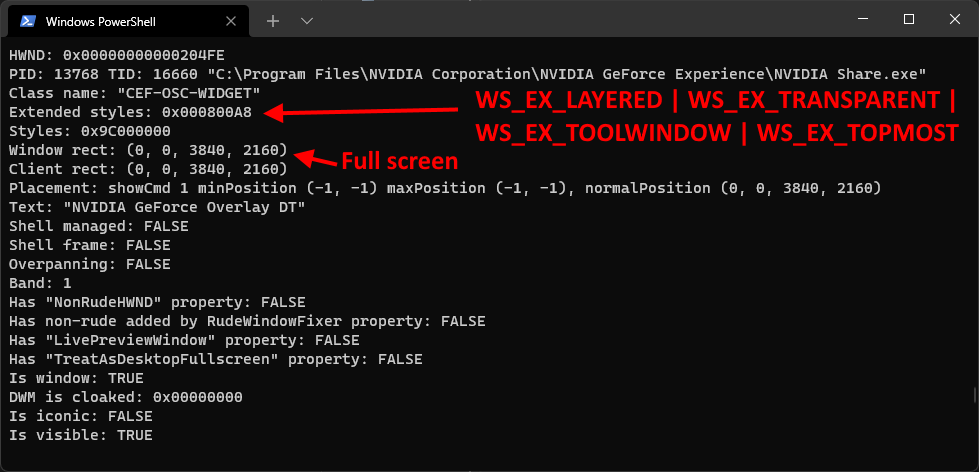 Windows PowerShell
HWND: 0x00000000000204FE
PID: 13768 TID: 16660 "C:\Program Files\NVIDIA Corporation\NVIDIA GeForce Experience\NVIDIA Share.exe"
Class name: "CEF-OSC-WIDGET"
Extended styles: 0x000800A8
WS_EX_LAYERED | WS_EX_TRANSPARENT |
WS_EX_TOOLWINDOW | WS_EX_TOPMOST
Styles: 0x9C000000
Window rect: (0, 0, 3840, 2160)
Full screen
Client rect: (0, 0, 3840, 2160)
Placement: showCmd 1 minPosition (-1, -1) maxPosition (-1, -1), normalPosition (0, 0, 3840, 2160)
Text: "NVIDIA GeForce Overlay DT"
Shell managed: FALSE
Shell frame: FALSE
Overpanning: FALSE
Band: 1
Has "NonRudeHWND" property: FALSE
Has non-rude added by RudeWindowFixer property: FALSE
Has "LivePreviewWindow" property: FALSE
Has "TreatAsDesktopFullscreen" property: FALSE
Is window: TRUE
DWM is cloaked: 0x00000000
Is iconic: FALSE
Is visible: TRUE